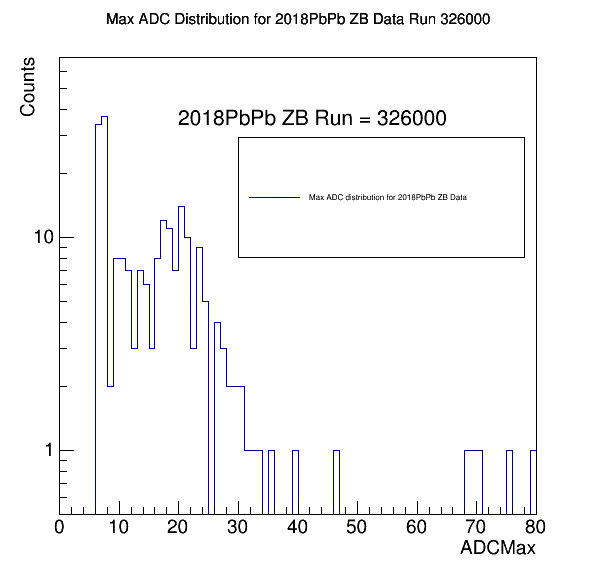 Max ADC Distribution for 2018PbPb ZB Data Run 326000
Counts
2018PbPb ZB Run = 326000
Max ADC distribution for 2018PbPb ZB Data
10
1
0 10 20 30 40 50 60 70 80
ADCMax